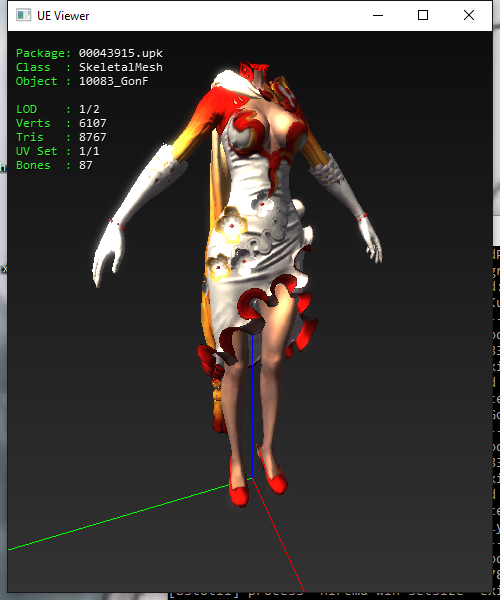 UE Viewer
Package: 00043915.upk
Class : SkeletalMesh
Object : 10083_GonF
LOD : 1/2
Verts : 6107
Tris : 8767
UV Set : 1/1
Bones : 87